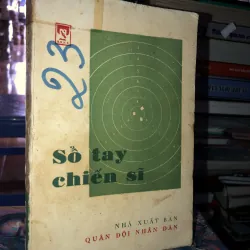 23
Sổ tay
chiến sĩ
NHÀ XUẤT BẢN
QUÂN ĐỘI NHÂN DÂN